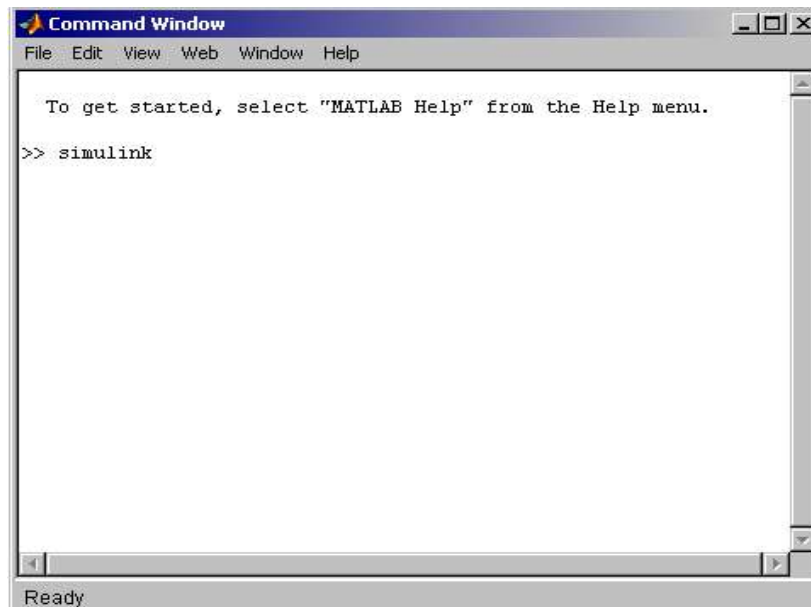 Command Window
File Edit View Web Window Help
To get started, select "MATLAB Help" from the Help menu.
>> simulink
Ready